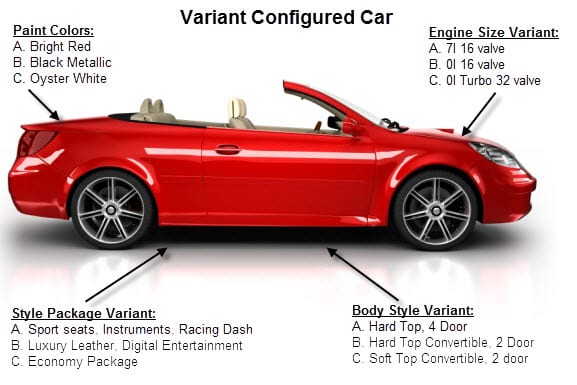 Variant Configured Car
Paint Colors:
A. Bright Red
B. Black Metallic
C. Oyster White
Engine Size Variant:
A. 7l 16 valve
B. 0l 16 valve
C. 0l Turbo 32 valve
Style Package Variant:
A. Sport seats, Instruments, Racing Dash
B. Luxury Leather, Digital Entertainment
C. Economy Package
Body Style Variant:
A. Hard Top, 4 Door
B. Hard Top Convertible, 2 Door
C. Soft Top Convertible, 2 door